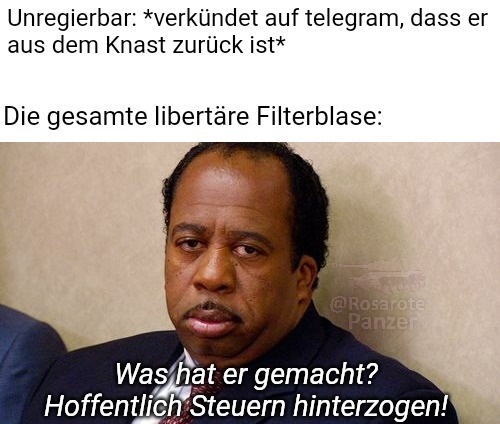 Unregierbar: *verkündet auf telegram, dass er
aus dem Knast zurück ist*
Die gesamte libertäre Filterblase:
@Rosarote
Panzer
Was hat er gemacht?
Hoffentlich Steuern hinterzogen!